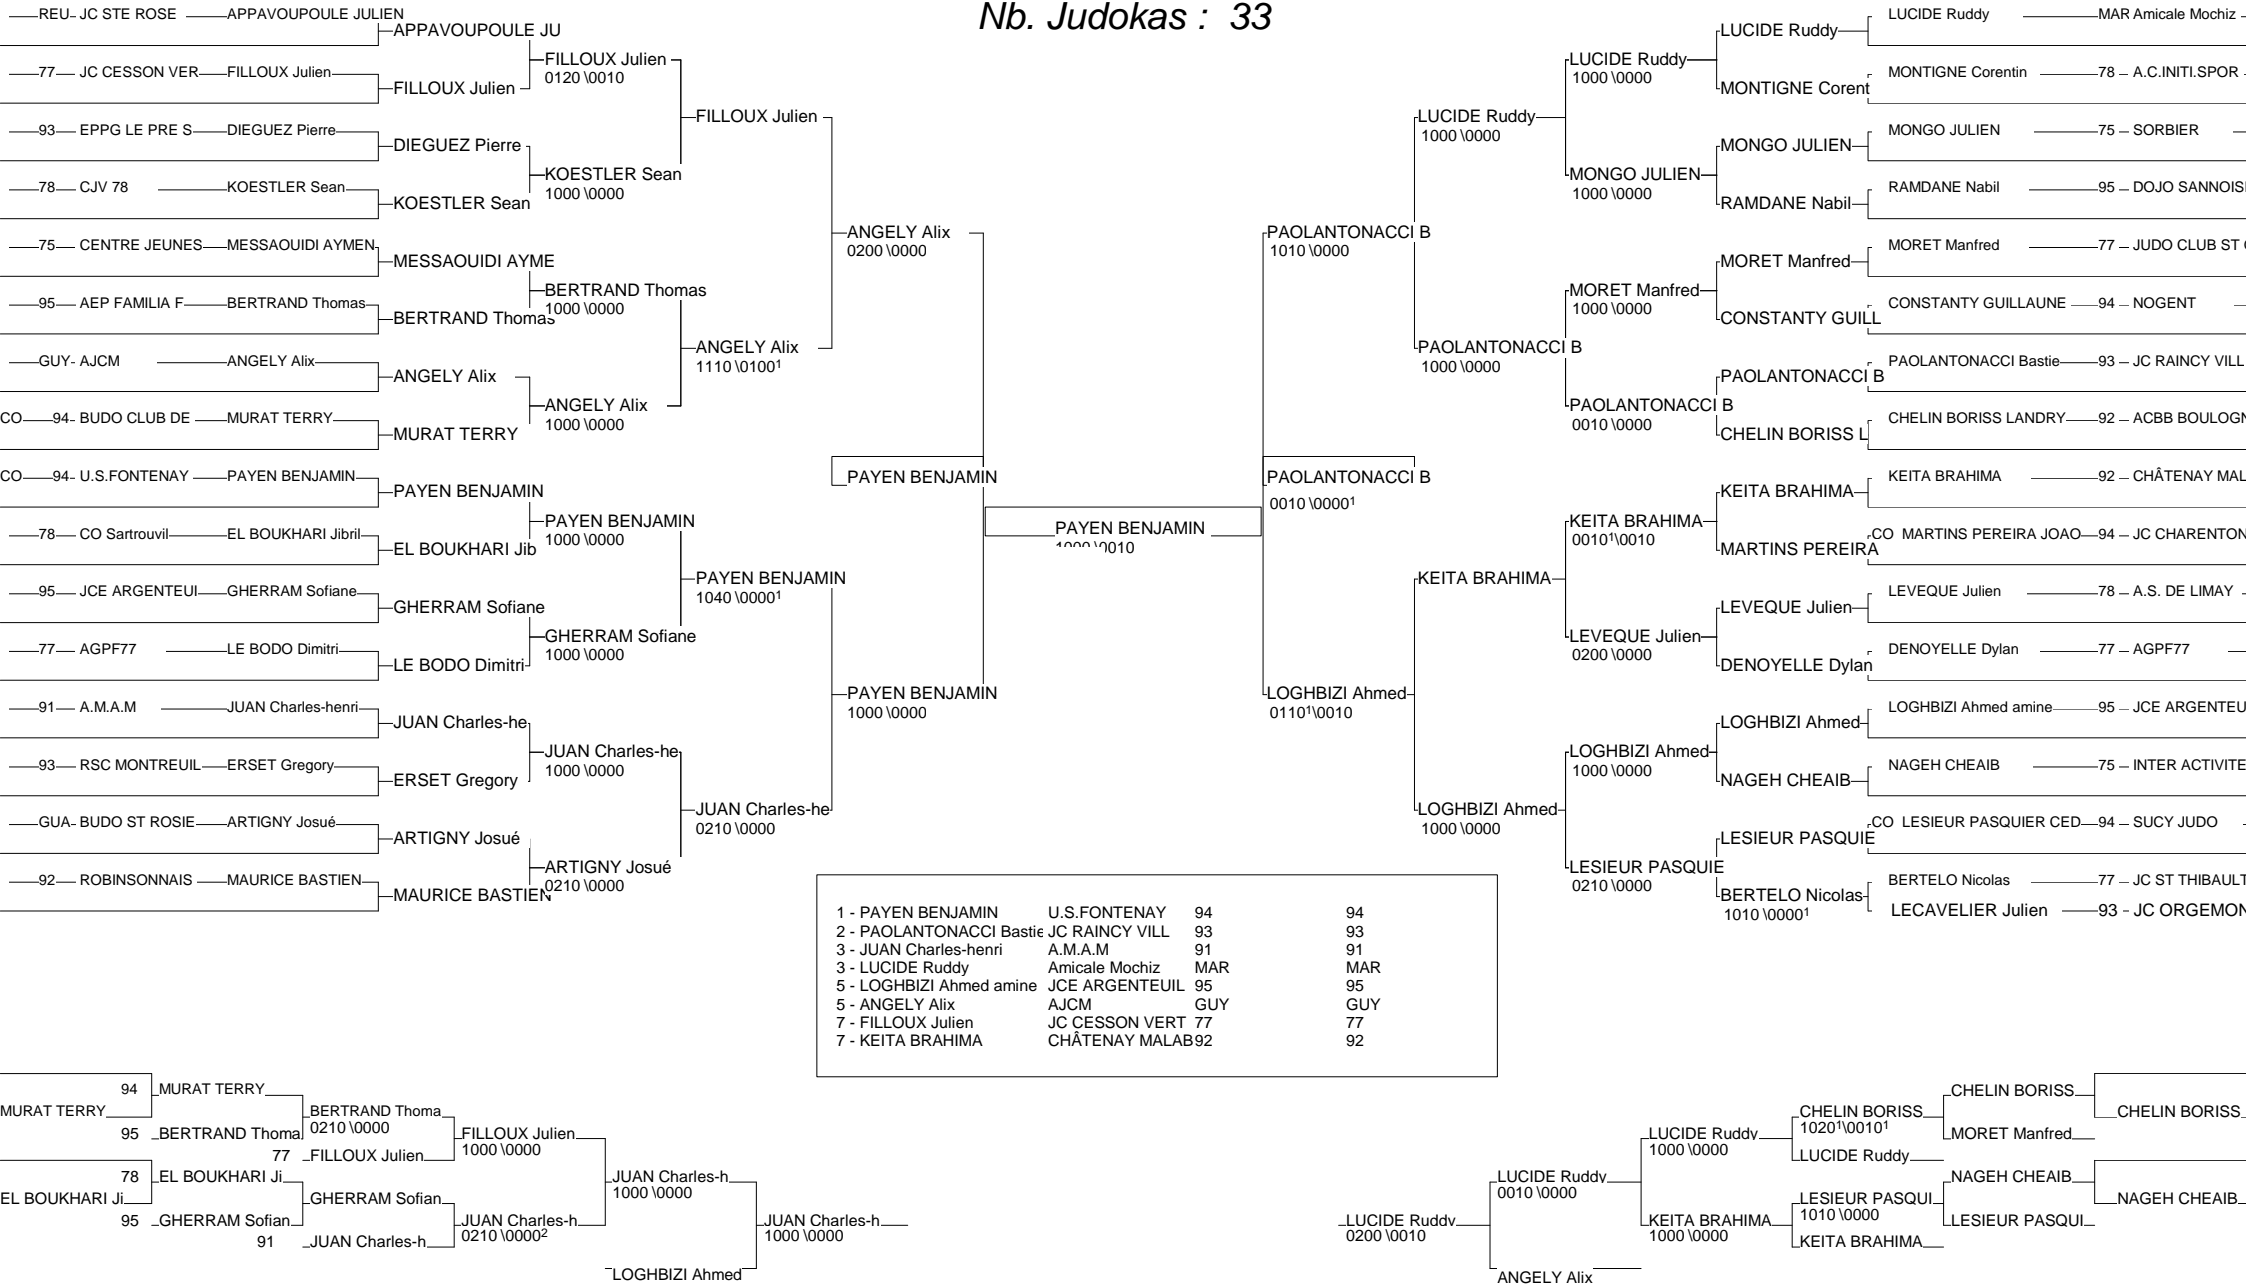 Nb. Judokas : 33
REU JC STE ROSE APPAVOUPOULE JULIEN
77 JC CESSON VER FILLOUX Julien
93 EPPG LE PRE S DIEGUEZ Pierre
78 CJV 78 KOESTLER Sean
75 CENTRE JEUNES MESSAOUIDI AYMEN
95 AEP FAMILIA F BERTRAND Thomas
GUY AJCM ANGELY Alix
CO 94 BUDO CLUB DE MURAT TERRY
CO 94 U.S.FONTENAY PAYEN BENJAMIN
78 CO Sartrouvil EL BOUKHARI Jibril
95 JCE ARGENTEUI GHERRAM Sofiane
77 AGPF77 LE BODO Dimitri
91 A.M.A.M JUAN Charles-henri
93 RSC MONTREUIL ERSET Gregory
GUA BUDO ST ROSIE ARTIGNY Josué
92 ROBINSONNAIS MAURICE BASTIEN
APPAVOUPOULE JU
FILLOUX Julien
DIEGUEZ Pierre
KOESTLER Sean
MESSAOUIDI AYME
BERTRAND Thomas
ANGELY Alix
MURAT TERRY
PAYEN BENJAMIN
EL BOUKHARI Jib
GHERRAM Sofiane
LE BODO Dimitri
JUAN Charles-he
ERSET Gregory
ARTIGNY Josué
MAURICE BASTIEN
FILLOUX Julien
0120 \0010
KOESTLER Sean
1000 \0000
BERTRAND Thomas
1000 \0000
ANGELY Alix
1000 \0000
PAYEN BENJAMIN
1000 \0000
GHERRAM Sofiane
1000 \0000
JUAN Charles-he
1000 \0000
ARTIGNY Josué
0210 \0000
FILLOUX Julien
ANGELY Alix
1110 \0100¹
PAYEN BENJAMIN
1040 \0000¹
JUAN Charles-he
0210 \0000
ANGELY Alix
0200 \0000
PAYEN BENJAMIN
PAYEN BENJAMIN
1000 \0000
PAYEN BENJAMIN
1000 \0010
PAOLANTONACCI B
1010 \0000
PAOLANTONACCI B
0010 \0000¹
LOGHBIZI Ahmed
0110¹\0010
LUCIDE Ruddy
1000 \0000
PAOLANTONACCI B
1000 \0000
KEITA BRAHIMA
LOGHBIZI Ahmed
1000 \0000
LUCIDE Ruddy
1000 \0000
MONGO JULIEN
1000 \0000
MORET Manfred
1000 \0000
PAOLANTONACCI B
0010 \0000
KEITA BRAHIMA
0010¹\0010
LEVEQUE Julien
0200 \0000
LOGHBIZI Ahmed
1000 \0000
LESIEUR PASQUIE
0210 \0000
LUCIDE Ruddy
MONTIGNE Corent
MONGO JULIEN
RAMDANE Nabil
MORET Manfred
CONSTANTY GUILL
PAOLANTONACCI B
CHELIN BORISS L
KEITA BRAHIMA
MARTINS PEREIRA
LEVEQUE Julien
DENOYELLE Dylan
LOGHBIZI Ahmed
NAGEH CHEAIB
LESIEUR PASQUIE
BERTELO Nicolas
1010 \0000¹
LUCIDE Ruddy MAR Amicale Mochiz
MONTIGNE Corentin 78 A.C.INITI.SPOR
MONGO JULIEN 75 SORBIER
RAMDANE Nabil 95 DOJO SANNOIS
MORET Manfred 77 JUDO CLUB ST
CONSTANTY GUILLAUNE 94 NOGENT
PAOLANTONACCI Bastie 93 JC RAINCY VILL
CHELIN BORISS LANDRY 92 ACBB BOULOGN
KEITA BRAHIMA 92 CHÂTENAY MAL
CO MARTINS PEREIRA JOAO 94 JC CHARENTON
LEVEQUE Julien 78 A.S. DE LIMAY
DENOYELLE Dylan 77 AGPF77
LOGHBIZI Ahmed amine 95 JCE ARGENTEU
NAGEH CHEAIB 75 INTER ACTIVITE
CO LESIEUR PASQUIER CED 94 SUCY JUDO
BERTELO Nicolas 77 JC ST THIBAULT
LECAVELIER Julien 93 JC ORGEMON
1 - PAYEN BENJAMIN U.S.FONTENAY 94 94
2 - PAOLANTONACCI Bastie JC RAINCY VILL 93 93
3 - JUAN Charles-henri A.M.A.M 91 91
3 - LUCIDE Ruddy Amicale Mochiz MAR MAR
5 - LOGHBIZI Ahmed amine JCE ARGENTEUIL 95 95
5 - ANGELY Alix AJCM GUY GUY
7 - FILLOUX Julien JC CESSON VERT 77 77
7 - KEITA BRAHIMA CHÂTENAY MALAB 92 92
MURAT TERRY
EL BOUKHARI Ji
94 MURAT TERRY
95 BERTRAND Thoma
77 FILLOUX Julien
78 EL BOUKHARI Ji
95 GHERRAM Sofian
91 JUAN Charles-h
BERTRAND Thoma
0210 \0000
GHERRAM Sofian
FILLOUX Julien
1000 \0000
JUAN Charles-h
0210 \0000²
JUAN Charles-h
1000 \0000
LOGHBIZI Ahmed
JUAN Charles-h
1000 \0000
LUCIDE Ruddy
0200 \0010
LUCIDE Ruddy
0010 \0000
ANGELY Alix
LUCIDE Ruddy
1000 \0000
KEITA BRAHIMA
1000 \0000
CHELIN BORISS
1020¹\0010¹
LUCIDE Ruddy
LESIEUR PASQUI
1010 \0000
KEITA BRAHIMA
CHELIN BORISS
MORET Manfred
NAGEH CHEAIB
LESIEUR PASQUI
CHELIN BORISS
NAGEH CHEAIB